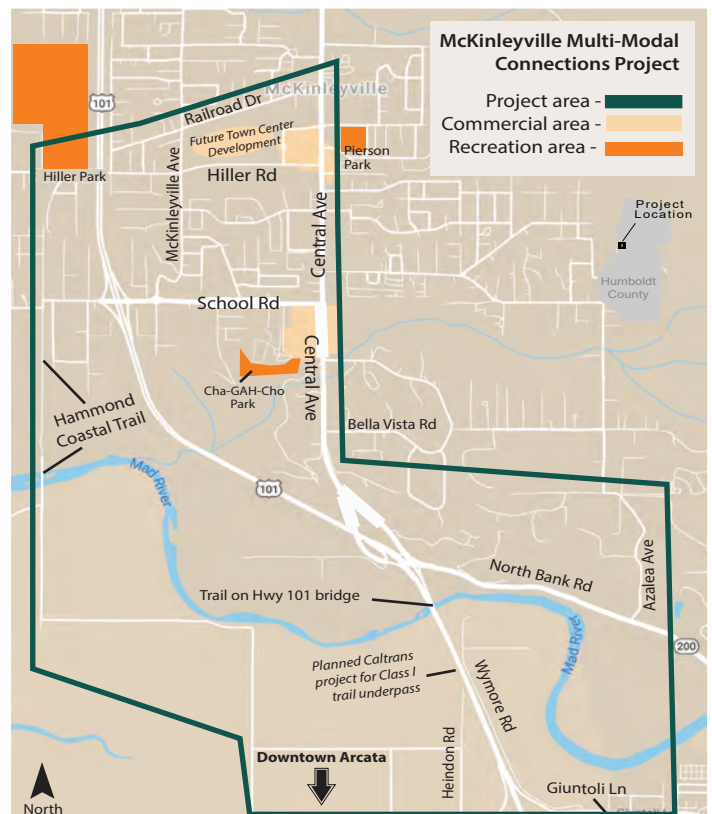 McKinleyville Multi-Modal
Connections Project
Project area -
Commercial area -
Recreation area -
101
McKinleyville
Railroad Dr
Future Town Center
Development
Pierson
Park
Hiller Park
Hiller Rd
McKinleyville Ave
Central Ave
Project
Location
Humboldt
County
School Rd
Central Ave
Cha-GAH-Cho
Park
Hammond
Coastal Trail
Bella Vista Rd
Mad River
101
North Bank Rd
Azalea Ave
Trail on Hwy 101 bridge
Mad River
200
Planned Caltrans
project for Class I
trail underpass
Wymore Rd
Heindon Rd
Downtown Arcata
Giuntoli Ln
North